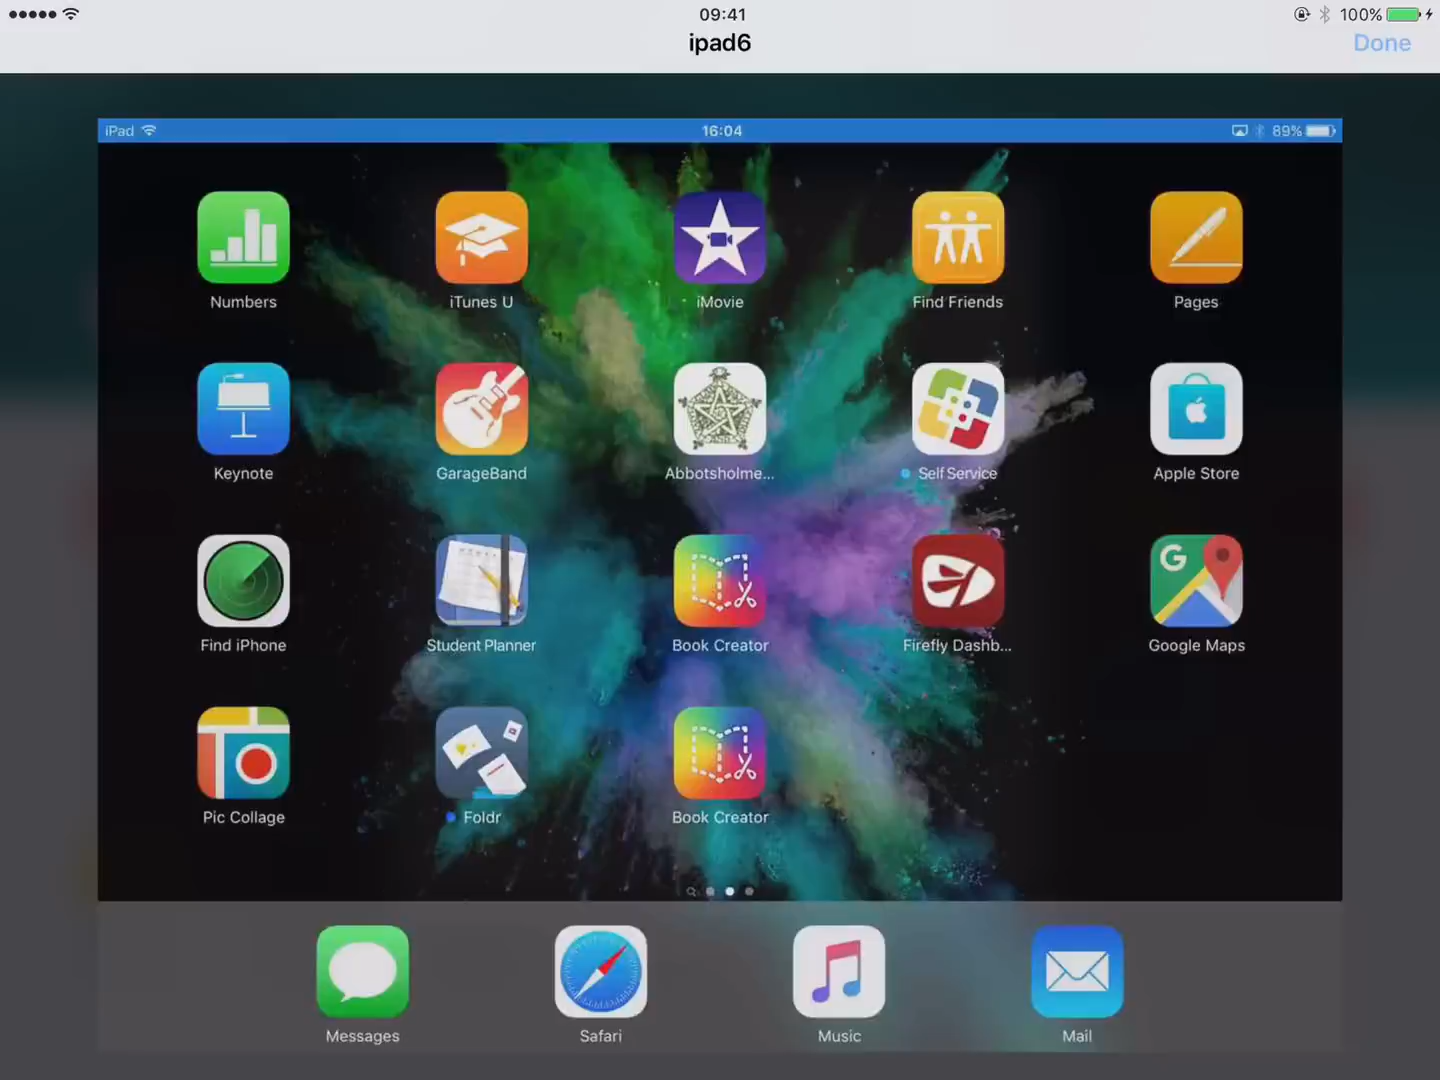 09:41
100%
ipad6
Done
iPad
16:04
89%
Numbers
iTunes U
iMovie
Find Friends
Pages
Keynote
GarageBand
Abbotsholme...
Self Service
Apple Store
Find iPhone
Student Planner
Book Creator
Firefly Dashb...
G
Google Maps
Pic Collage
Foldr
Book Creator
Messages
Safari
Music
Mail